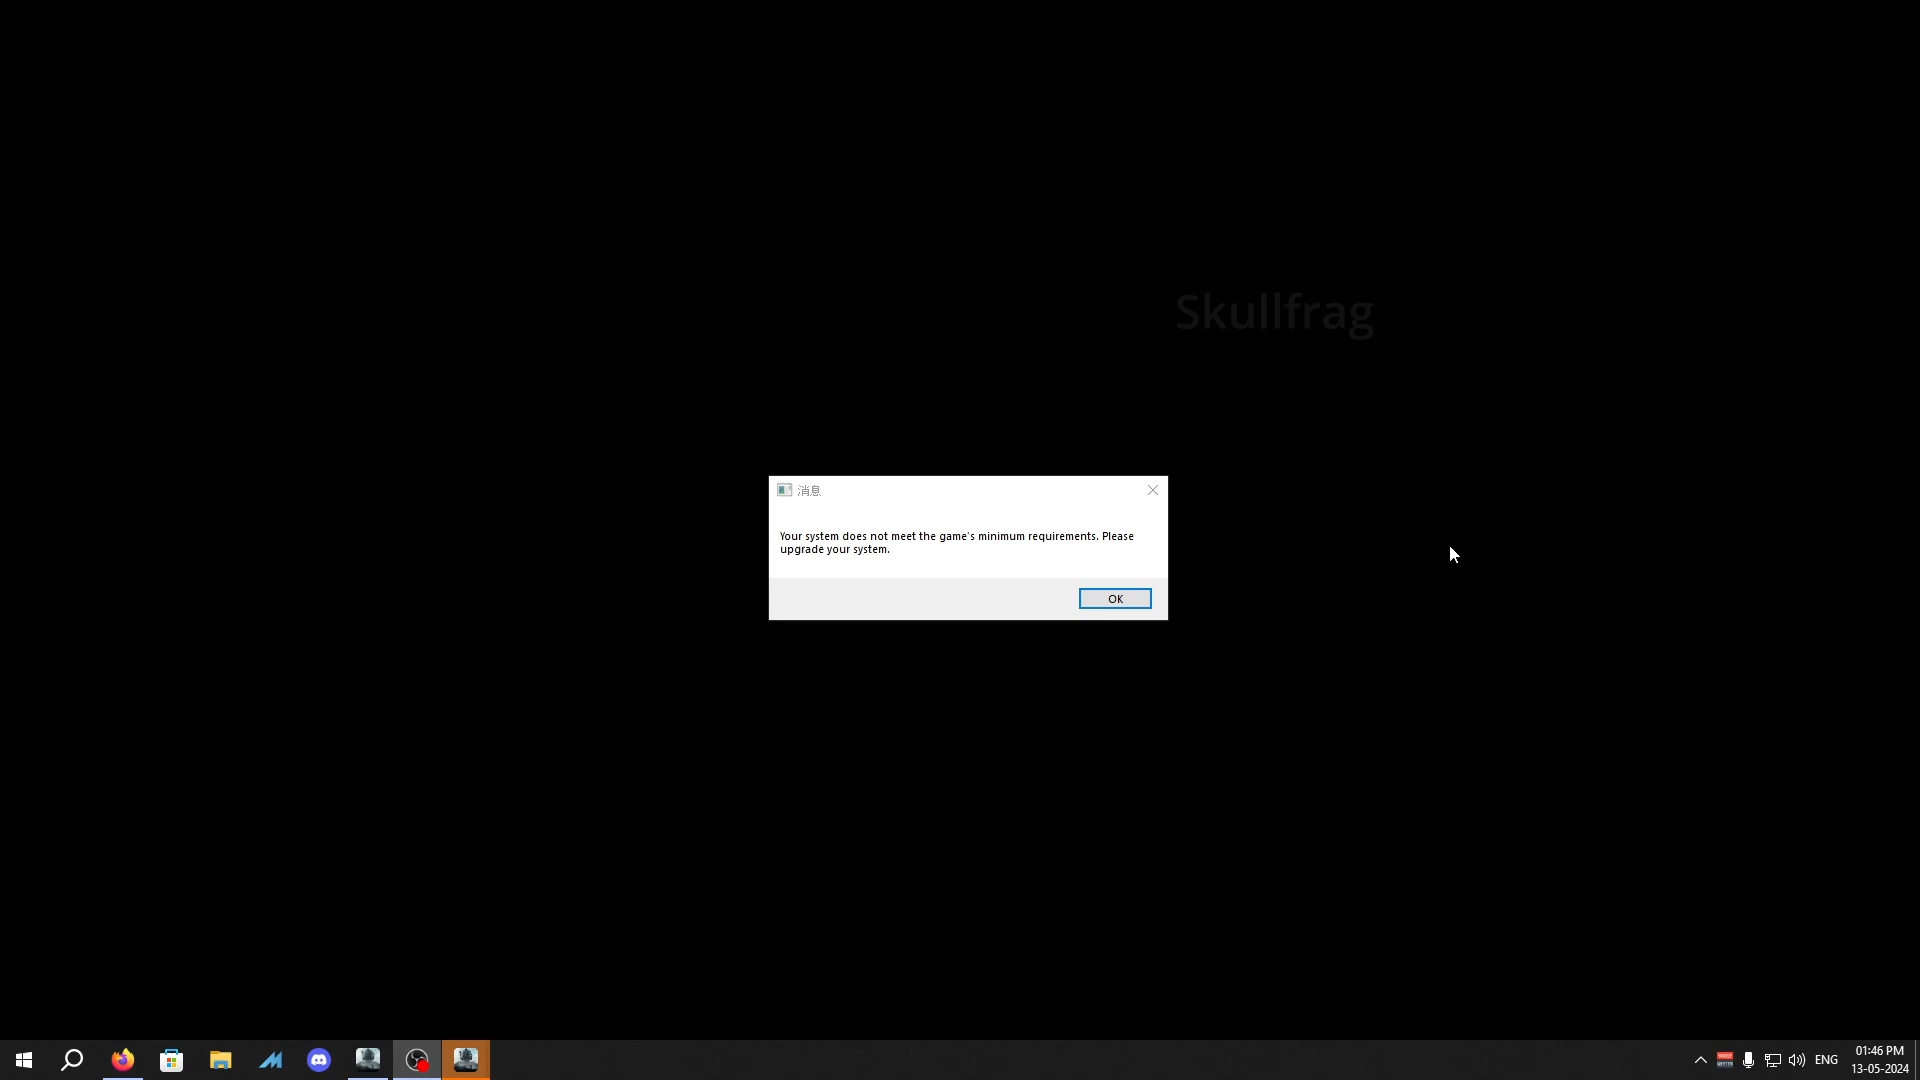 Skullfrag
消息
Your system does not meet the game's minimum requirements. Please
upgrade your system.
OK
ENG
01:46 PM
13-05-2024